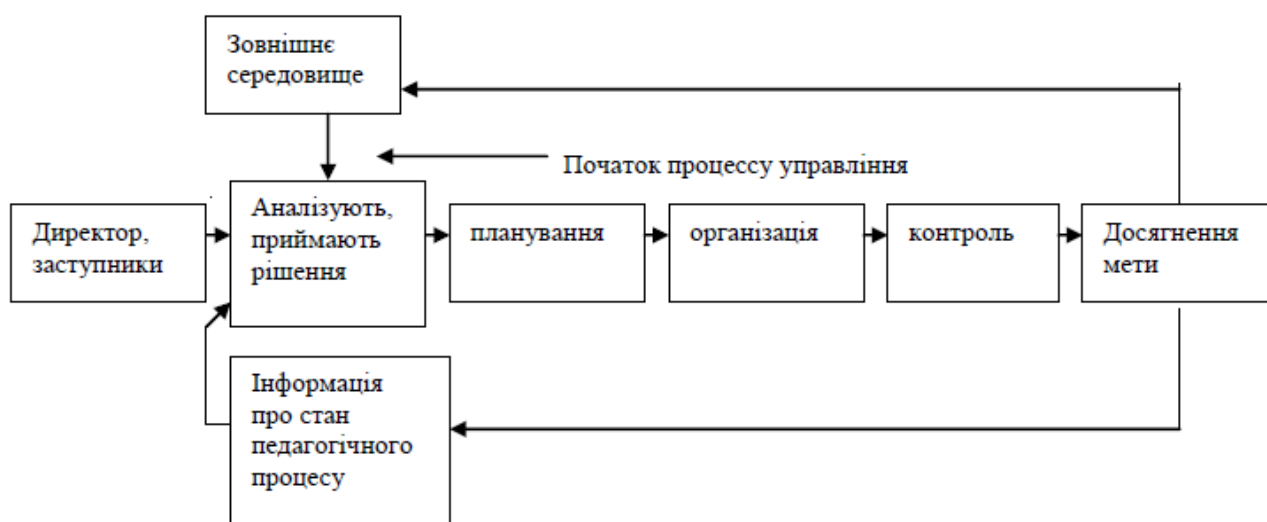 Зовнішнє
середовище
Початок процессу управління
Директор,
заступники
Аналізують,
приймають
рішення
планування
організація
контроль
Досягнення
мети
Інформація
про стан
педагогічного
процесу